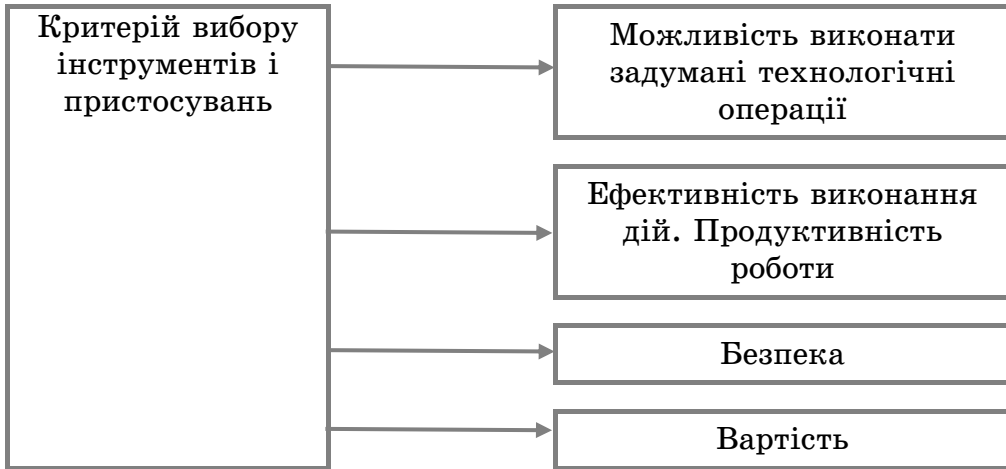 Критерій вибору
інструментів і
пристосувань
Можливість виконати
задумані технологічні
операції
Ефективність виконання
дій. Продуктивність
роботи
Безпека
Вартість